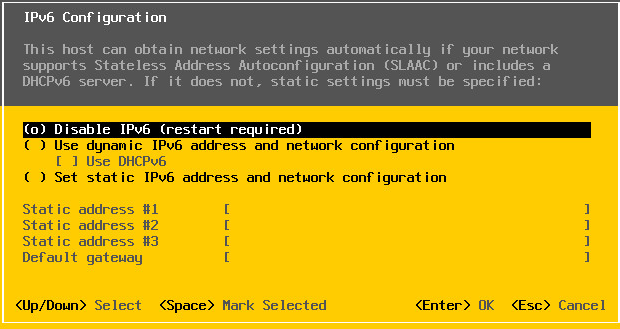 IPv6 Configuration
This host can obtain network settings automatically if your network
supports Stateless Address Autoconfiguration (SLAAC) or includes a
DHCPv6 server. If it does not, static settings must be specified:
(o) Disable IPv6 (restart required)
( ) Use dynamic IPv6 address and network configuration
[ ] Use DHCPv6
( ) Set static IPv6 address and network configuration
Static address #1 [ ]
Static address #2 [ ]
Static address #3 [ ]
Default gateway [ ]
<Up/Down> Select <Space> Mark Selected <Enter> OK <Esc> Cancel